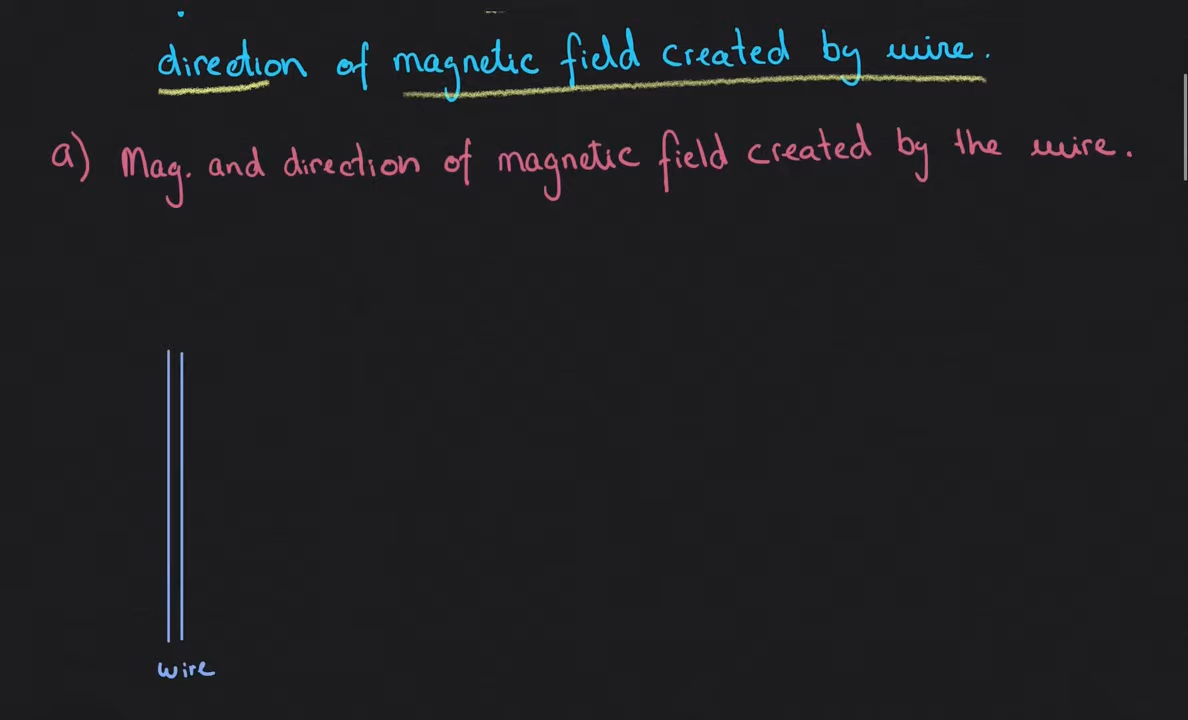 direction of magnetic field created by wire.
a) Mag. and direction of magnetic field created by the wire.
wire